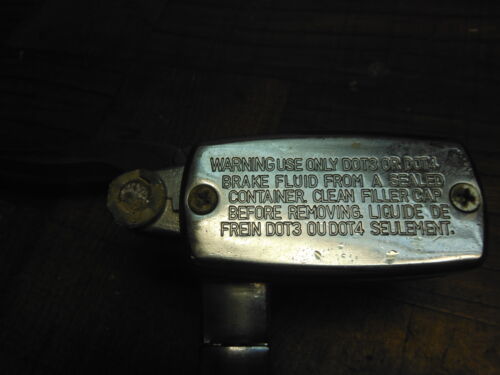 WARNING USE ONLY DOT3 OR DOT4
BRAKE FLUID FROM A SEALED
CONTAINER. CLEAN FILLER CAP
BEFORE REMOVING. LIQUIDE DE
FREIN DOT3 OU DOT4 SEULEMENT.